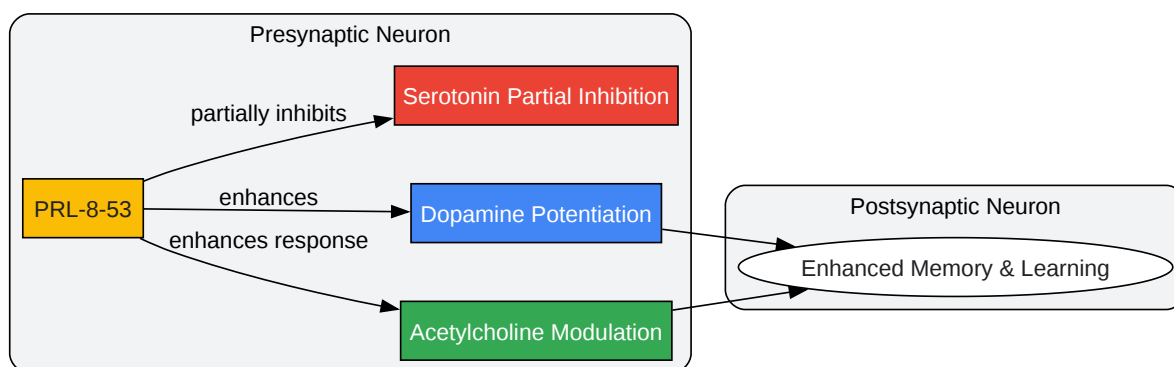 Presynaptic Neuron
Serotonin Partial Inhibition
partially inhibits
PRL-8-53
enhances
Dopamine Potentiation
enhances response
Acetylcholine Modulation
Postsynaptic Neuron
Enhanced Memory & Learning